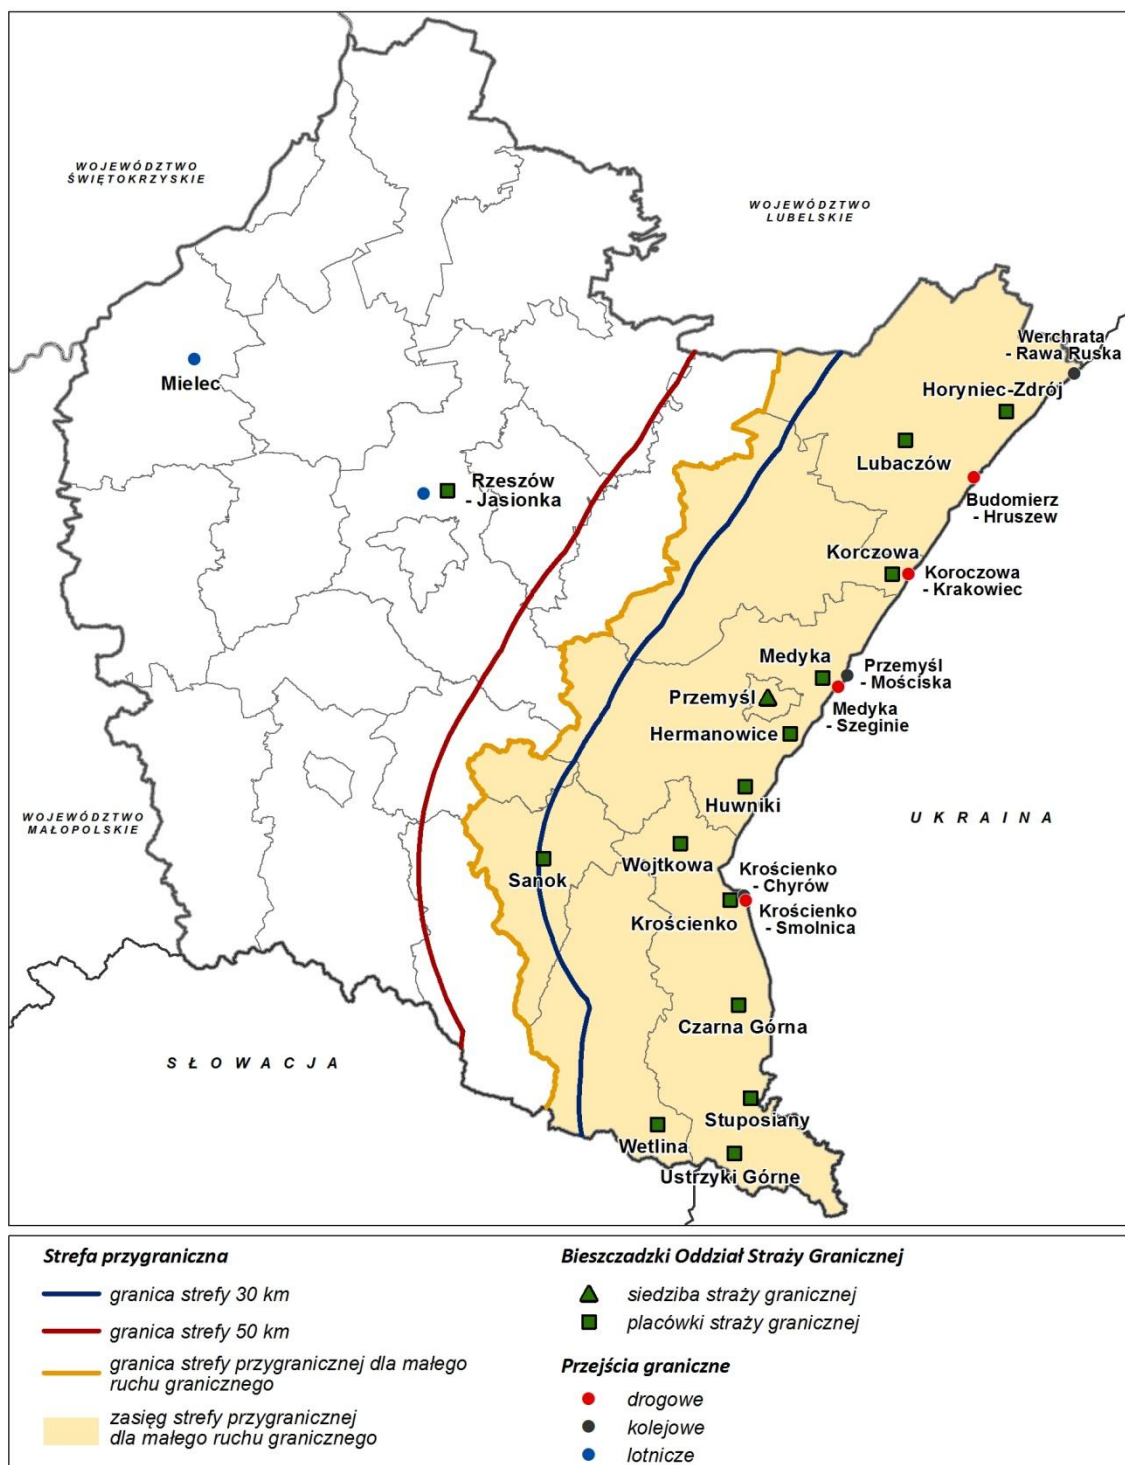 WOJEWÓDZTWO
ŚWIĘTOKRZYSKIE
WOJEWÓDZTWO
LUBELSKIE
Werchrata
- Rawa Ruska
Mielec
Horyniec-Zdrój
Lubaczów
Rzeszów
- Jasionka
Budomierz
- Hruszew
Korczowa
Koroczowa
- Krakowiec
Medyka
Przemyśl
- Mościska
Przemyśl
Medyka
- Szeginie
Hermanowice
Huwniki
WOJEWÓDZTWO
MAŁOPOLSKIE
UKRAINA
Wojtkowa
Sanok
Krościenko
- Chyrów
Krościenko
Krościenko
- Smolnica
Czarna Górna
SŁOWACJA
Stuposiany
Wetlina
Ustrzyki Górne
Strefa przygraniczna
granica strefy 30 km
granica strefy 50 km
granica strefy przygranicznej dla małego
ruchu granicznego
zasięg strefy przygranicznej
dla małego ruchu granicznego
Bieszczadzki Oddział Straży Granicznej
siedziba straży granicznej
placówki straży granicznej
Przejścia graniczne
drogowe
kolejowe
lotnicze